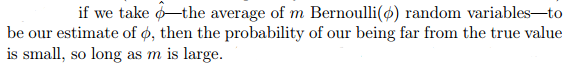 if we take ϕ̂—the average of m Bernoulli(ϕ) random variables—to
be our estimate of ϕ, then the probability of our being far from the true value
is small, so long as m is large.